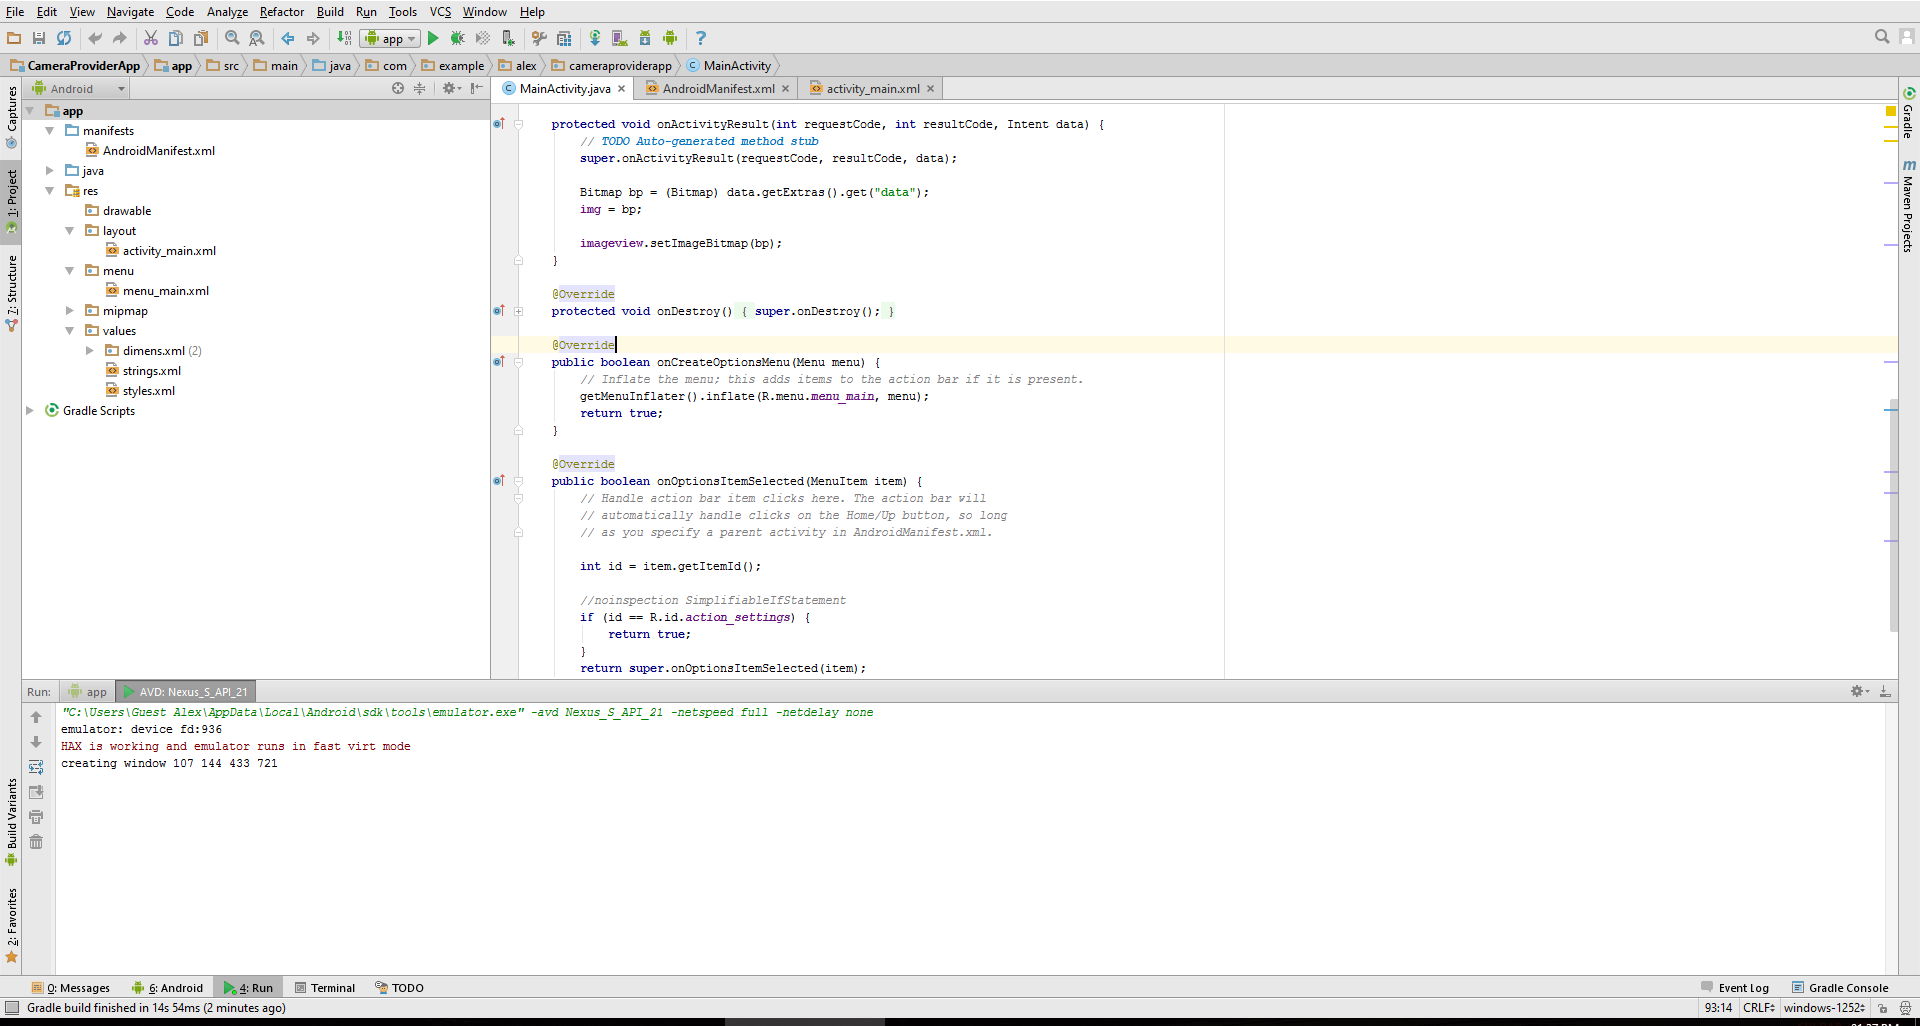 File Edit View Navigate Code Analyze Refactor Build Run Tools VCS Window Help
app
CameraProviderApp app src main java com example alex cameraproviderapp MainActivity
Android
MainActivity.java AndroidManifest.xml activity_main.xml
Captures
1: Project
7: Structure
Build Variants
2: Favorites
app
manifests
AndroidManifest.xml
java
res
drawable
layout
activity_main.xml
menu
menu_main.xml
mipmap
values
dimens.xml (2)
strings.xml
styles.xml
Gradle Scripts
protected void onActivityResult(int requestCode, int resultCode, Intent data) {
// TODO Auto-generated method stub
super.onActivityResult(requestCode, resultCode, data);
Bitmap bp = (Bitmap) data.getExtras().get("data");
img = bp;
imageview.setImageBitmap(bp);
}
@Override
protected void onDestroy() { super.onDestroy(); }
@Override
public boolean onCreateOptionsMenu(Menu menu) {
// Inflate the menu; this adds items to the action bar if it is present.
getMenuInflater().inflate(R.menu.menu_main, menu);
return true;
}
@Override
public boolean onOptionsItemSelected(MenuItem item) {
// Handle action bar item clicks here. The action bar will
// automatically handle clicks on the Home/Up button, so long
// as you specify a parent activity in AndroidManifest.xml.
int id = item.getItemId();
//noinspection SimplifiableIfStatement
if (id == R.id.action_settings) {
return true;
}
return super.onOptionsItemSelected(item);
Gradle
Maven Projects
Run: app AVD: Nexus_S_API_21
"C:\Users\Guest Alex\AppData\Local\Android\sdk\tools\emulator.exe" -avd Nexus_S_API_21 -netspeed full -netdelay none
emulator: device fd:936
HAX is working and emulator runs in fast virt mode
creating window 107 144 433 721
0: Messages 6: Android 4: Run Terminal TODO Event Log Gradle Console
Gradle build finished in 14s 54ms (2 minutes ago) 93:14 CRLF windows-1252